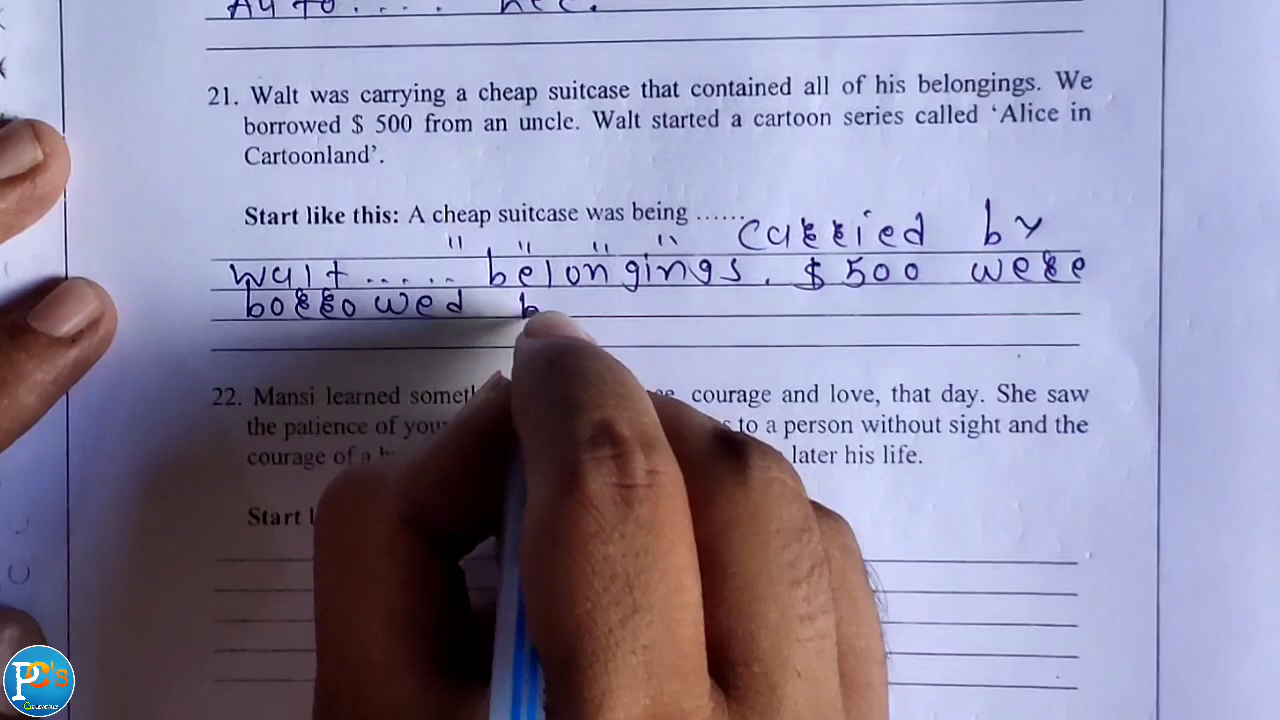 Ay to.... her.
21. Walt was carrying a cheap suitcase that contained all of his belongings. We
borrowed $ 500 from an uncle. Walt started a cartoon series called ‘Alice in
Cartoonland’.
Start like this: A cheap suitcase was being ......
" " " " carried by
Walt ..... belongings. $ 500 were
borrowed b
22. Mansi learned courage and love, that day. She saw
the patience of to a person without sight and the
courage of a later his life.
Start
P C's